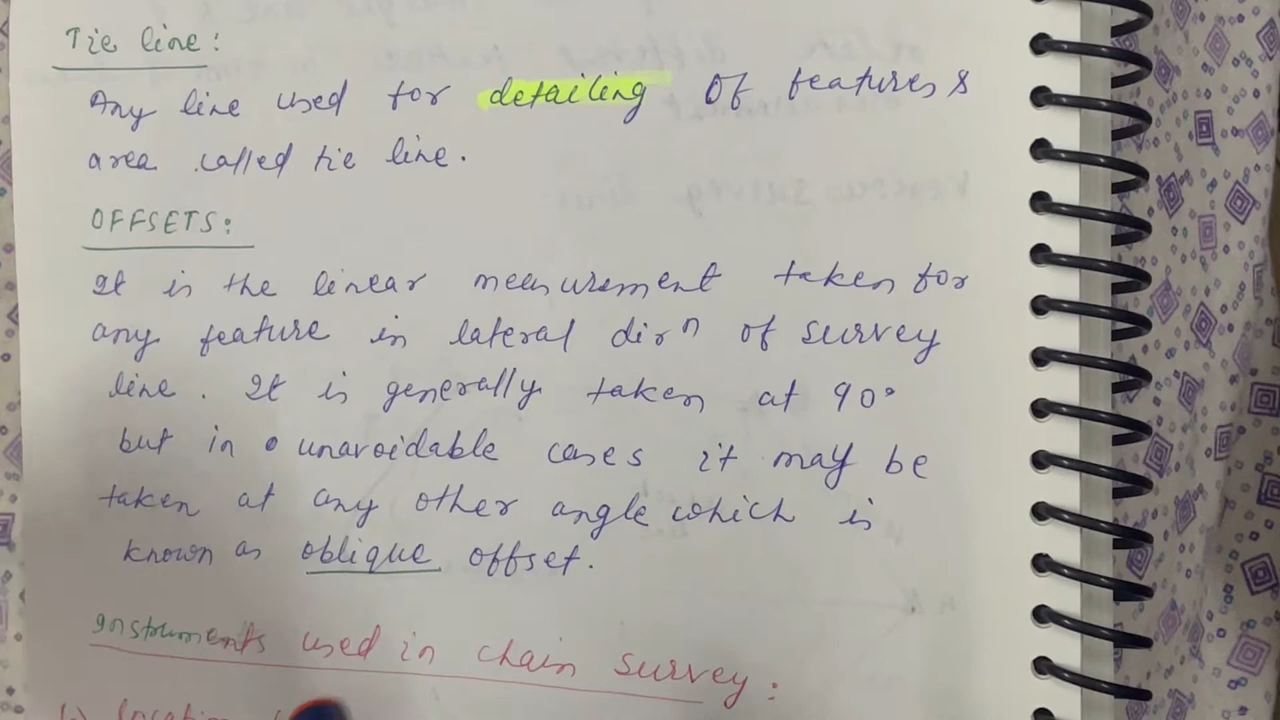 Tie line:
Any line used for detailing of features &
area called tie line.
OFFSETS:
It is the linear measurement taken for
any feature in lateral dirⁿ of survey
line. It is generally taken at 90°
but in unavoidable cases it may be
taken at any other angle which is
known as oblique offset.
Instruments used in chain survey:
Location